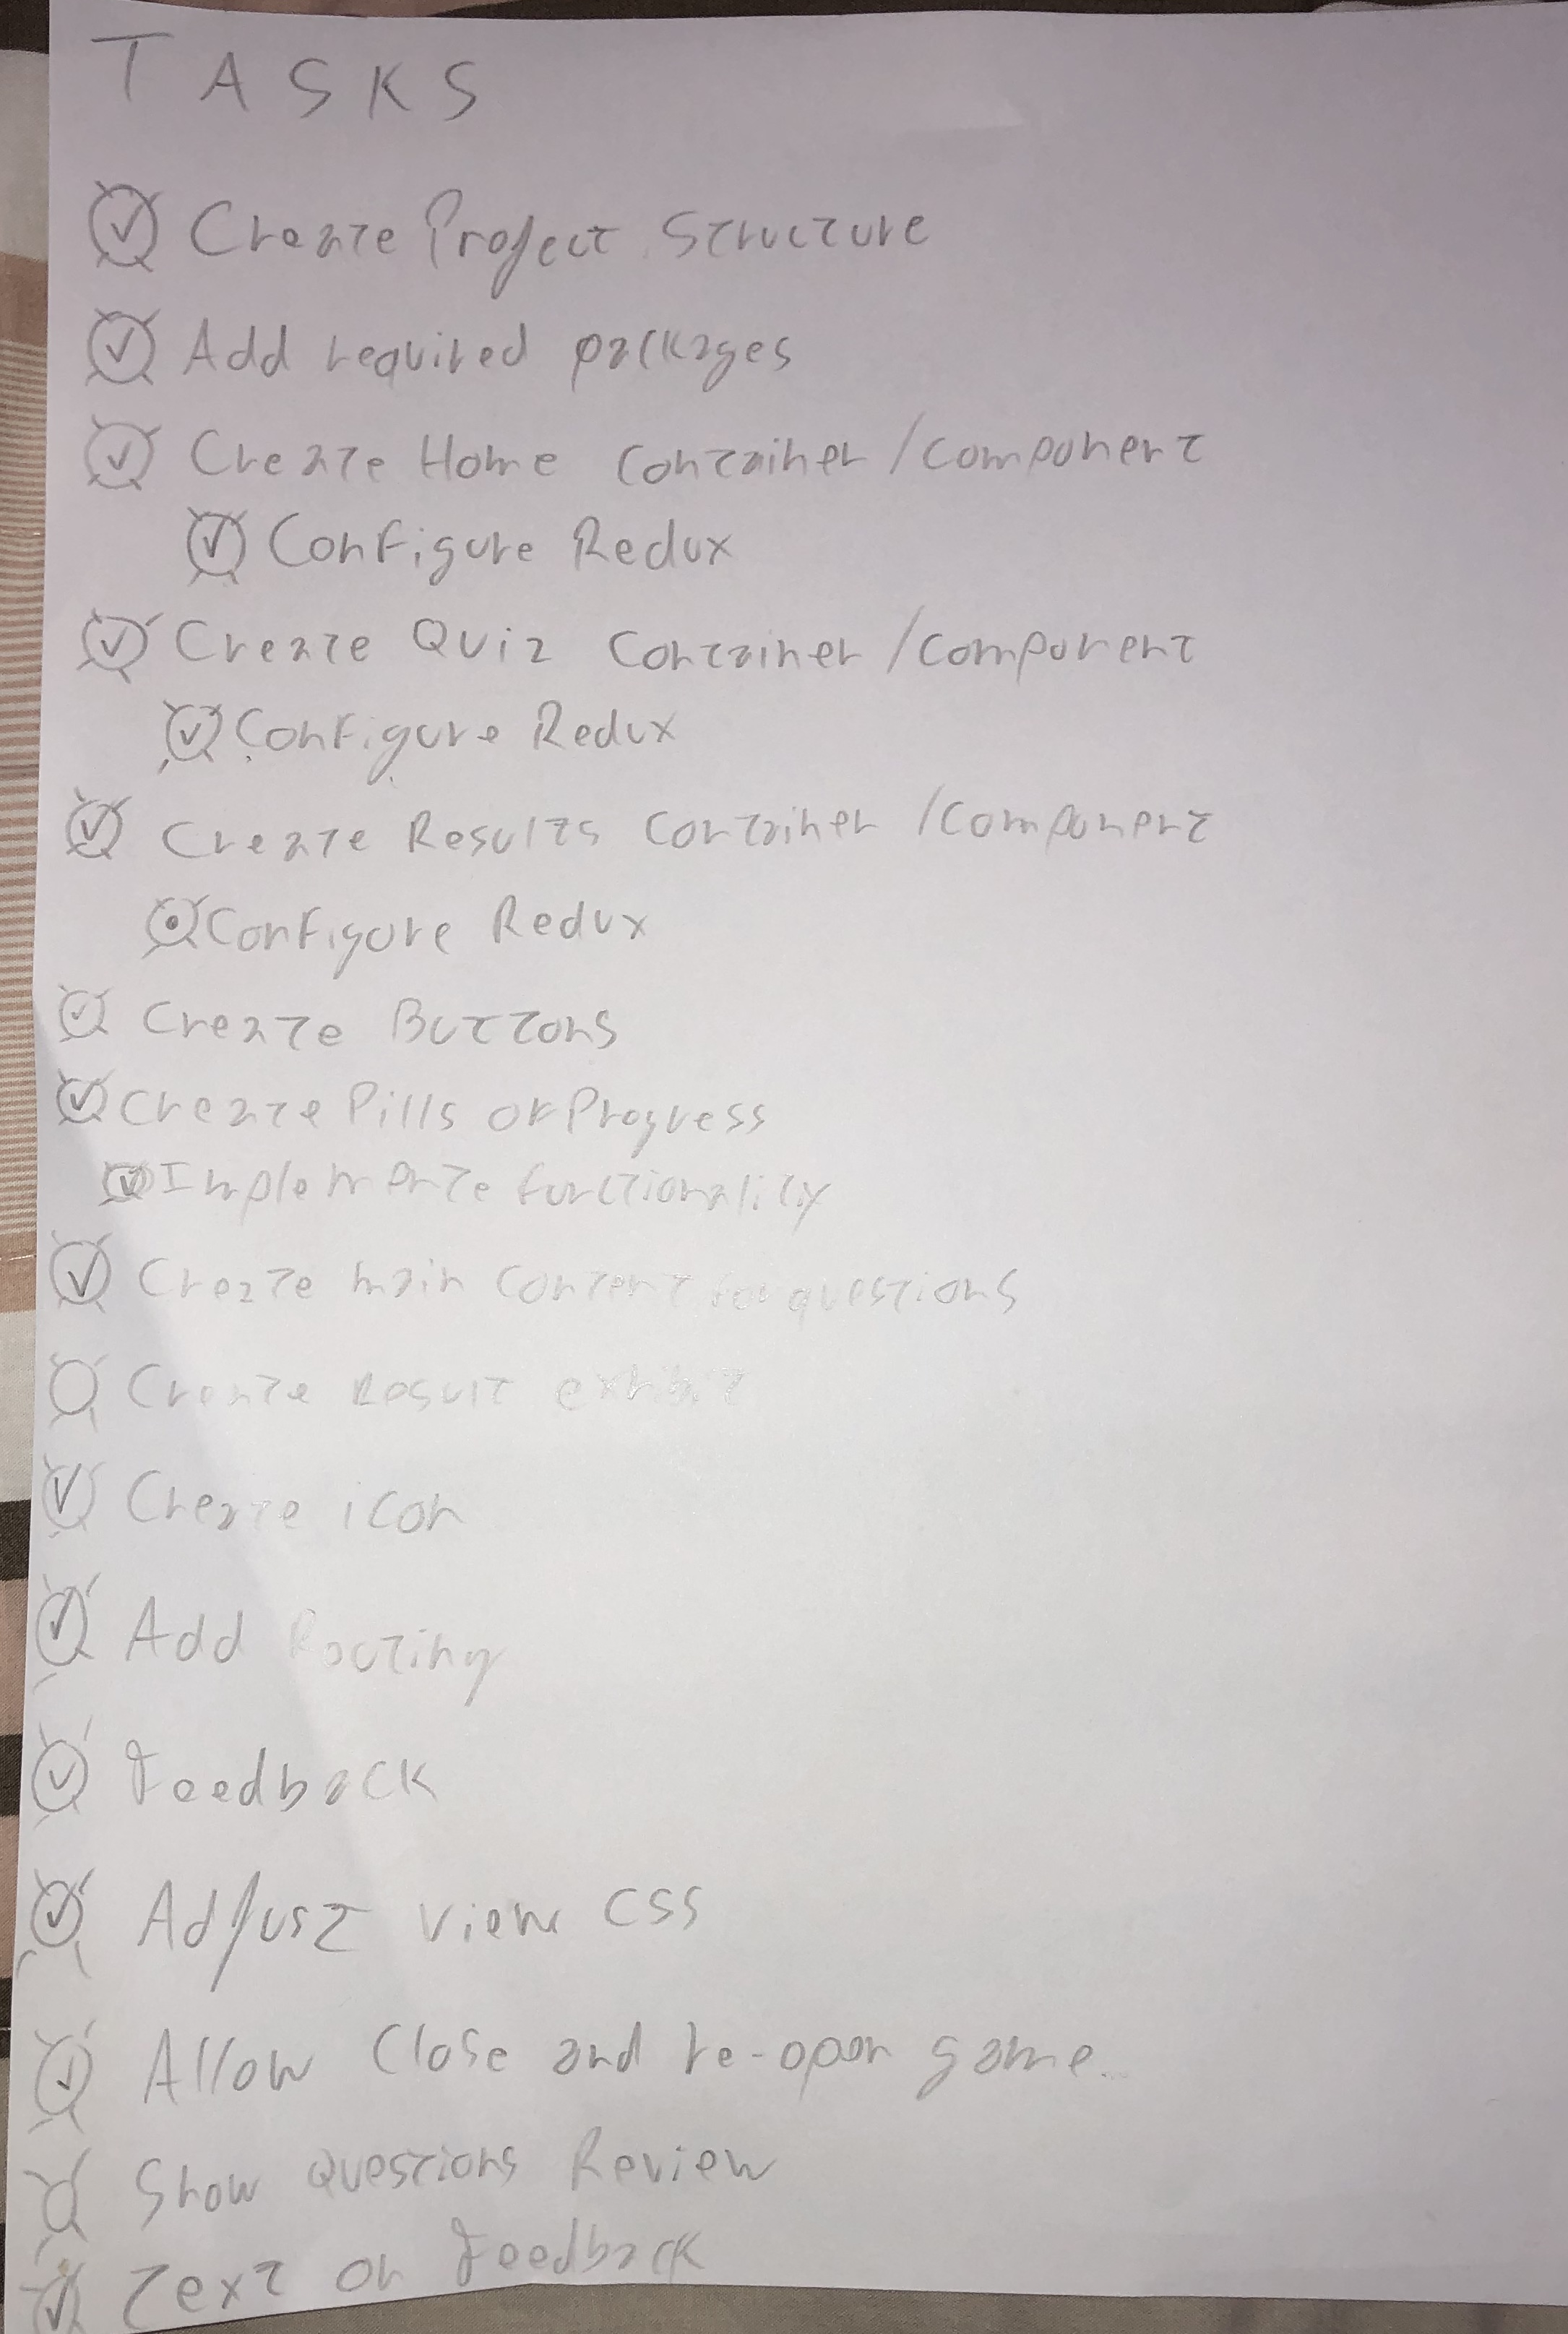 TASKS
Create Project Structure
Add required packages
Create Home Container/component
Configure Redux
Create Quiz Container/component
Configure Redux
Create Results Container/component
Configure Redux
Create Buttons
Create Pills of Progress
Implemente functionality
Create main content for questions
Create Result exhibit
Create icon
Add Routing
Feedback
Adjust view CSS
Allow Close and re-open game
Show questions Review
Text on Feedback